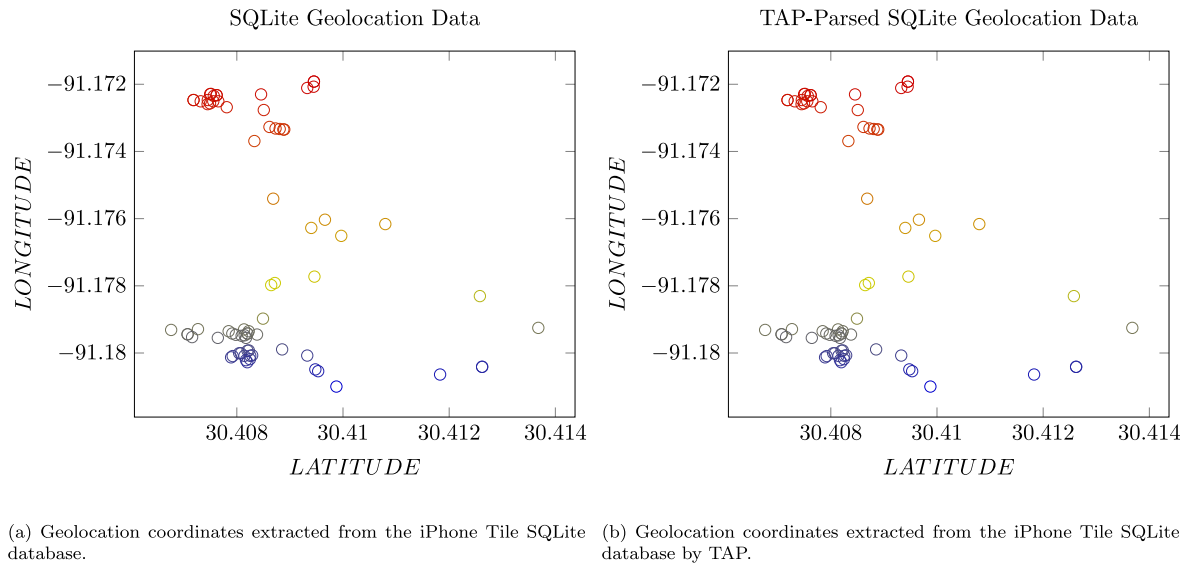 SQLite Geolocation Data
−91.172
−91.174
−91.176
−91.178
−91.18
LONGITUDE
30.408
30.41
30.412
30.414
LATITUDE
(a) Geolocation coordinates extracted from the iPhone Tile SQLite
database.
TAP-Parsed SQLite Geolocation Data
−91.172
−91.174
−91.176
−91.178
−91.18
LONGITUDE
30.408
30.41
30.412
30.414
LATITUDE
(b) Geolocation coordinates extracted from the iPhone Tile SQLite
database by TAP.